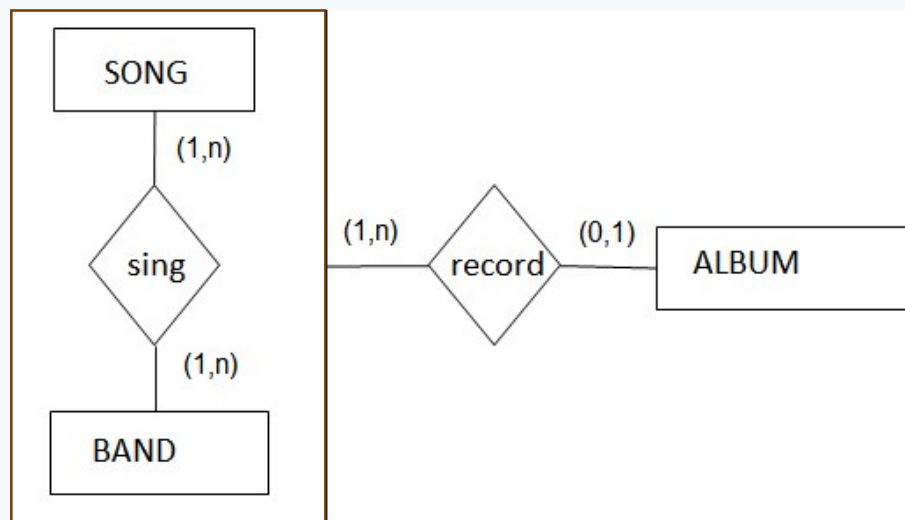 SONG
(1,n)
sing
(1,n)
BAND
(1,n)
record
(0,1)
ALBUM